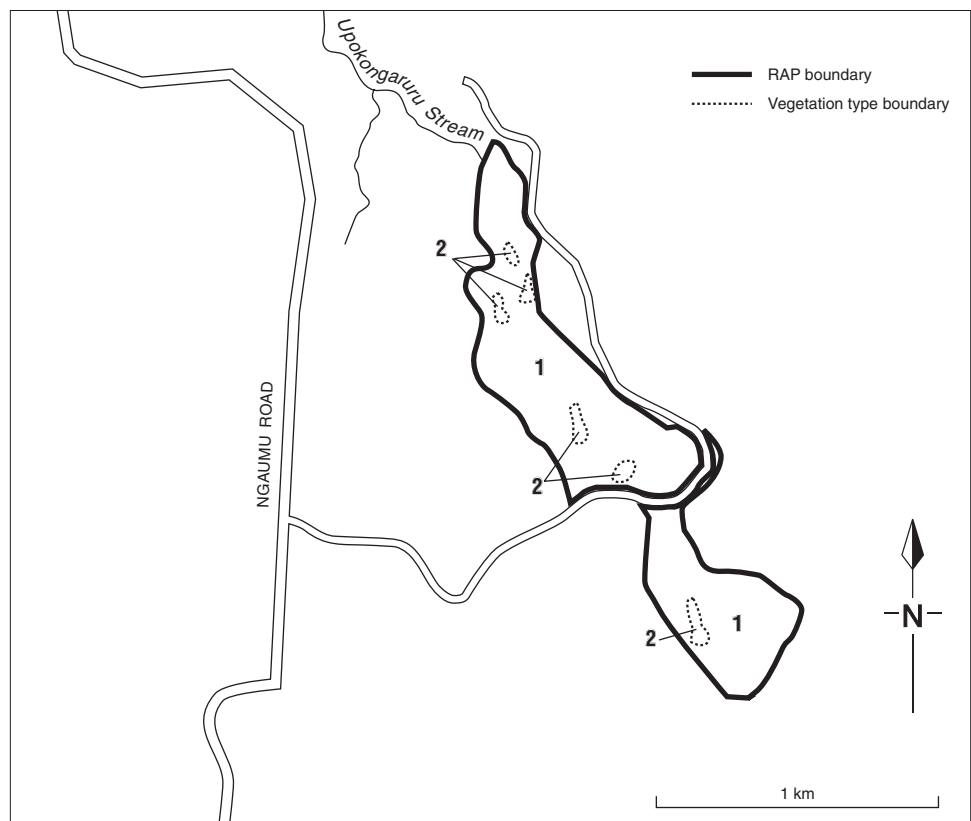 Upokongaruru Stream
RAP boundary
Vegetation type boundary
2
1
NGAUMU ROAD
2
1
2
N
1 km